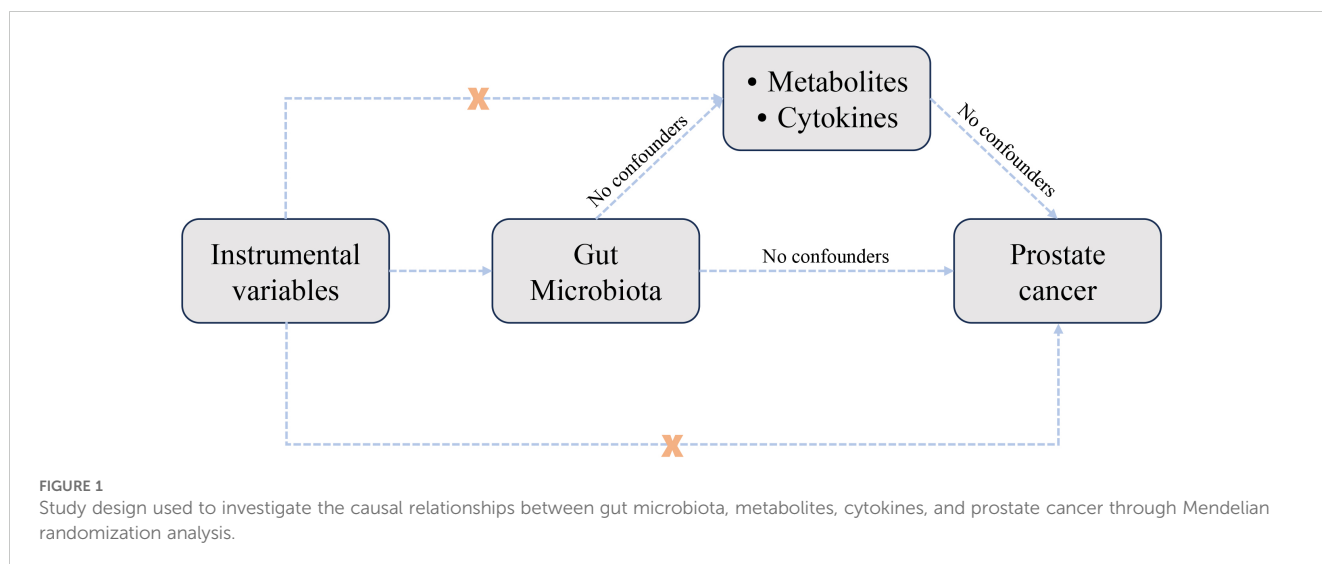 X
• Metabolites
• Cytokines
No confounders
No confounders
Instrumental
variables
Gut
Microbiota
No confounders
Prostate
cancer
X
FIGURE 1
Study design used to investigate the causal relationships between gut microbiota, metabolites, cytokines, and prostate cancer through Mendelian
randomization analysis.